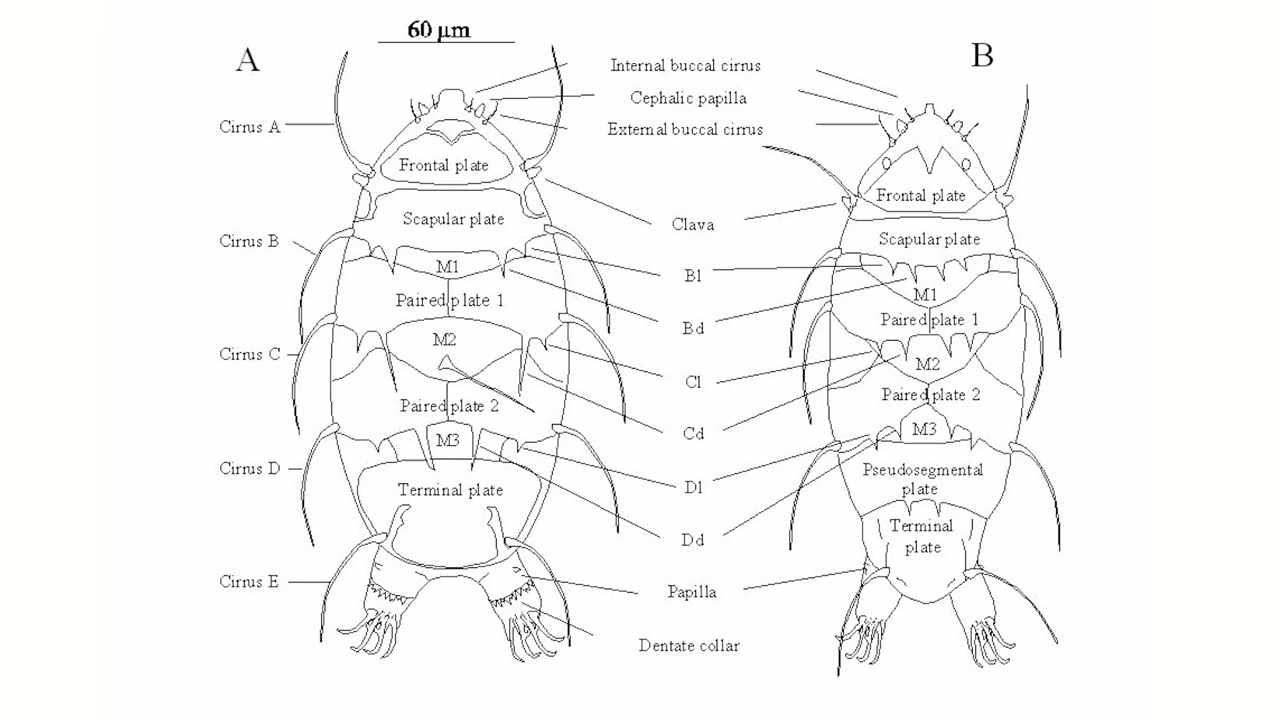 60 µm
A
B
Internal buccal cirrus
Cephalic papilla
External buccal cirrus
Cirrus A
Frontal plate
Frontal plate
Scapular plate
Clava
Cirrus B
Scapular plate
M1
B1
M1
Paired plate 1
Bd
Paired plate 1
Cirrus C
M2
M2
C1
Paired plate 2
Paired plate 2
Cd
M3
M3
Cirrus D
Terminal plate
D1
Pseudosegmental
plate
Dd
Terminal
plate
Cirrus E
Papilla
Dentate collar